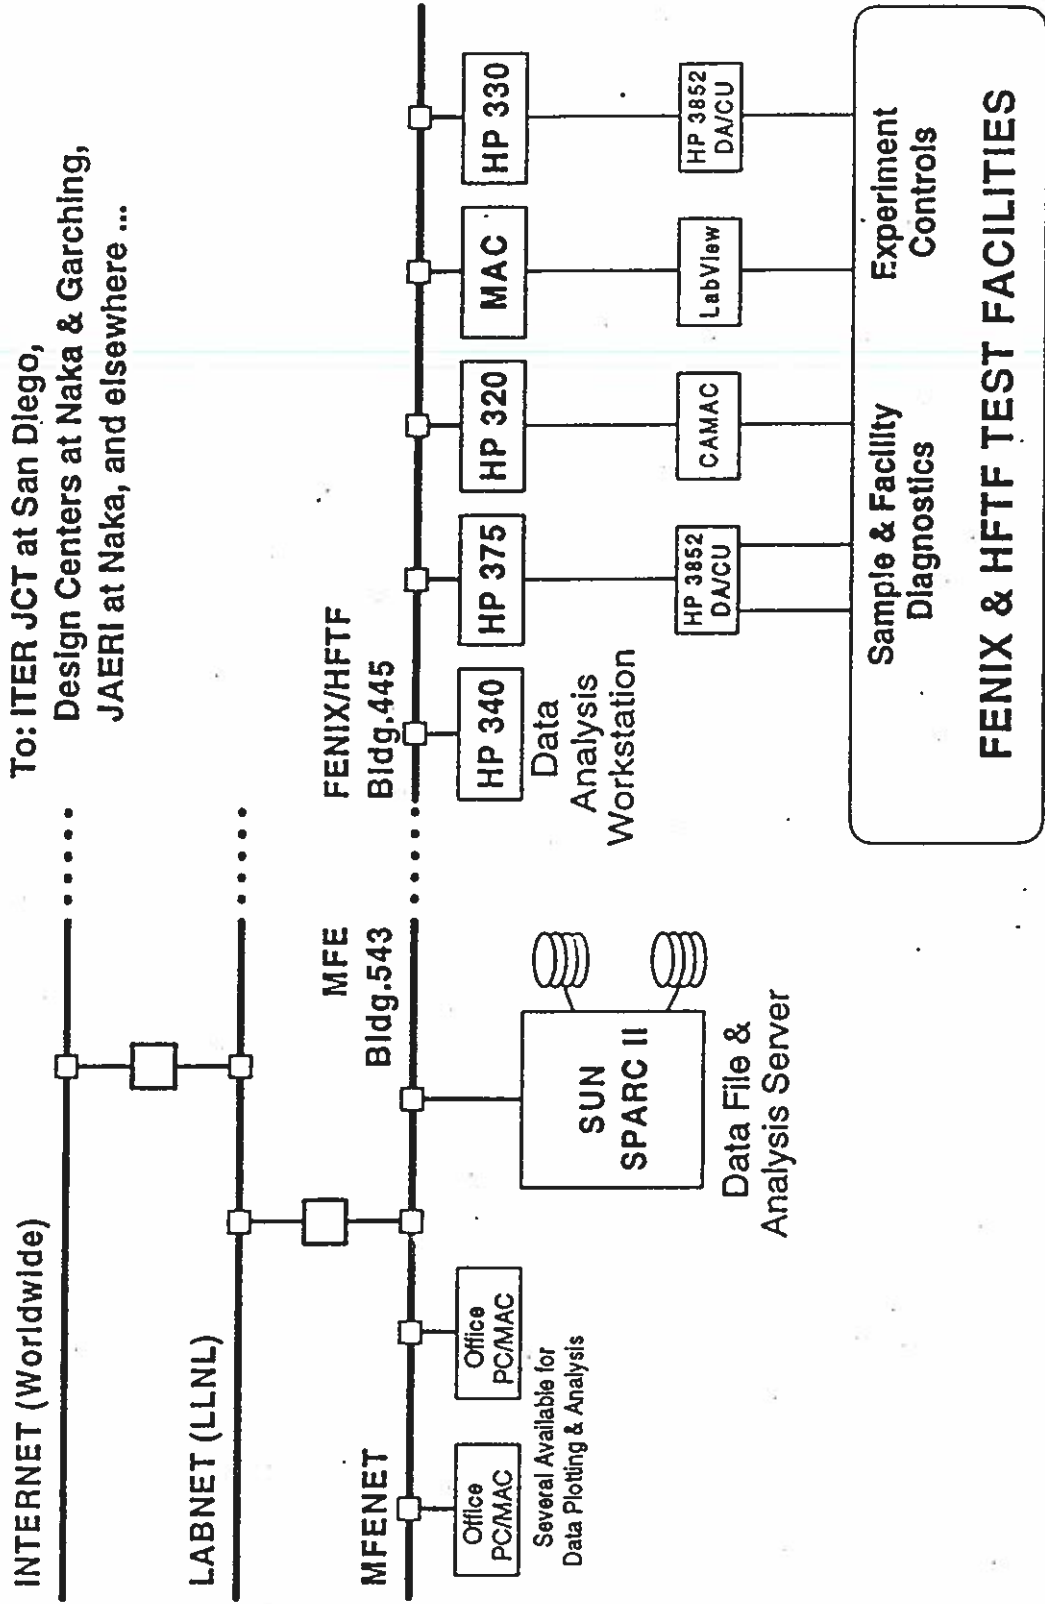 INTERNET (Worldwide)
To: ITER JCT at San Diego,
Design Centers at Naka & Garching,
JAERI at Naka, and elsewhere ...
LABNET (LLNL)
MFENET
MFE
Bldg.543
FENIX/HFTF
Bldg.445
Office
PC/MAC
Office
PC/MAC
Several Available for
Data Plotting & Analysis
SUN
SPARC II
Data File &
Analysis Server
HP 340
Data
Analysis
Workstation
HP 375
HP 320
MAC
HP 330
HP 3852
DA/CU
CAMAC
LabView
HP 3852
DA/CU
Sample & Facility
Diagnostics
Experiment
Controls
FENIX & HFTF TEST FACILITIES